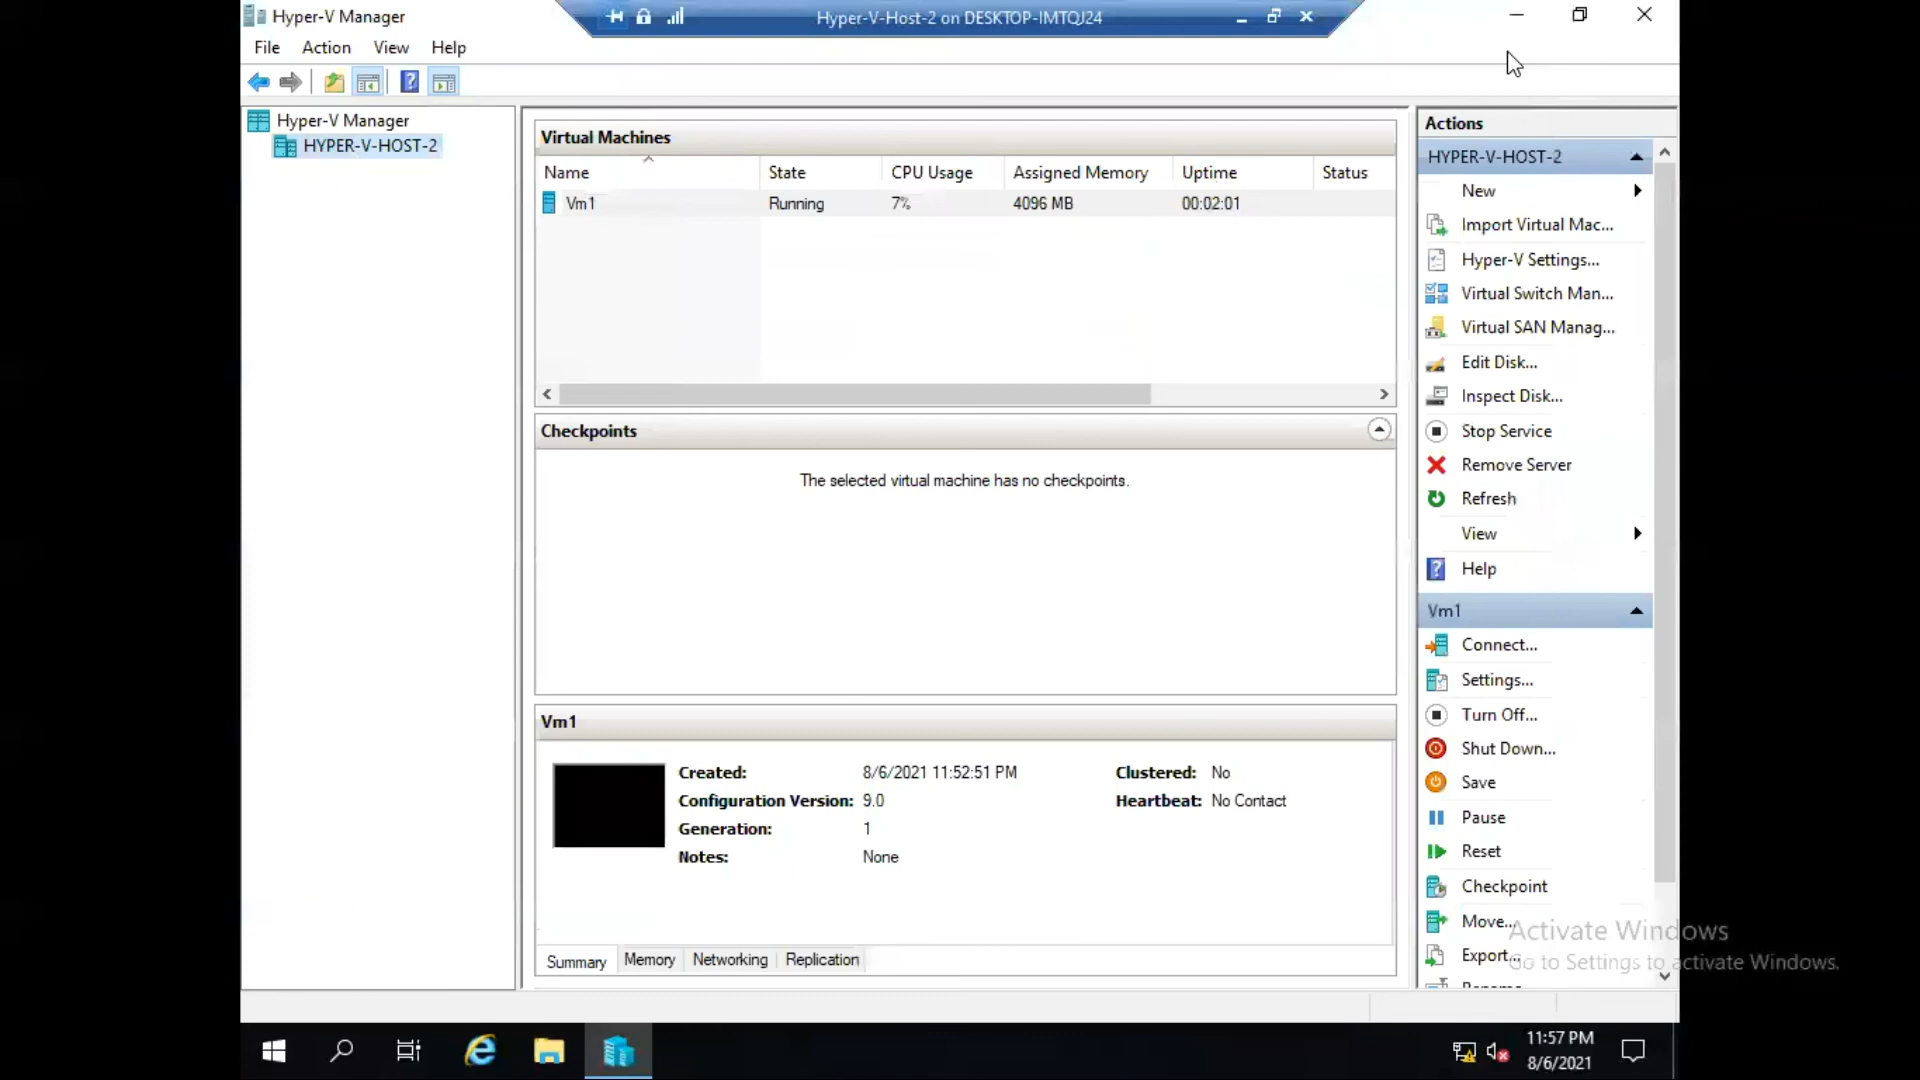 Hyper-V Manager
Hyper-V-Host-2 on DESKTOP-IMTQJ24
File Action View Help
Hyper-V Manager
HYPER-V-HOST-2
Virtual Machines
Name State CPU Usage Assigned Memory Uptime Status
Vm1 Running 7% 4096 MB 00:02:01
Checkpoints
The selected virtual machine has no checkpoints.
Vm1
Created: 8/6/2021 11:52:51 PM Clustered: No
Configuration Version: 9.0 Heartbeat: No Contact
Generation: 1
Notes: None
Summary Memory Networking Replication
Actions
HYPER-V-HOST-2
New
Import Virtual Mac...
Hyper-V Settings...
Virtual Switch Man...
Virtual SAN Manag...
Edit Disk...
Inspect Disk...
Stop Service
Remove Server
Refresh
View
Help
Vm1
Connect...
Settings...
Turn Off...
Shut Down...
Save
Pause
Reset
Checkpoint
Move...
Export...
Activate Windows
Go to Settings to activate Windows.
11:57 PM
8/6/2021